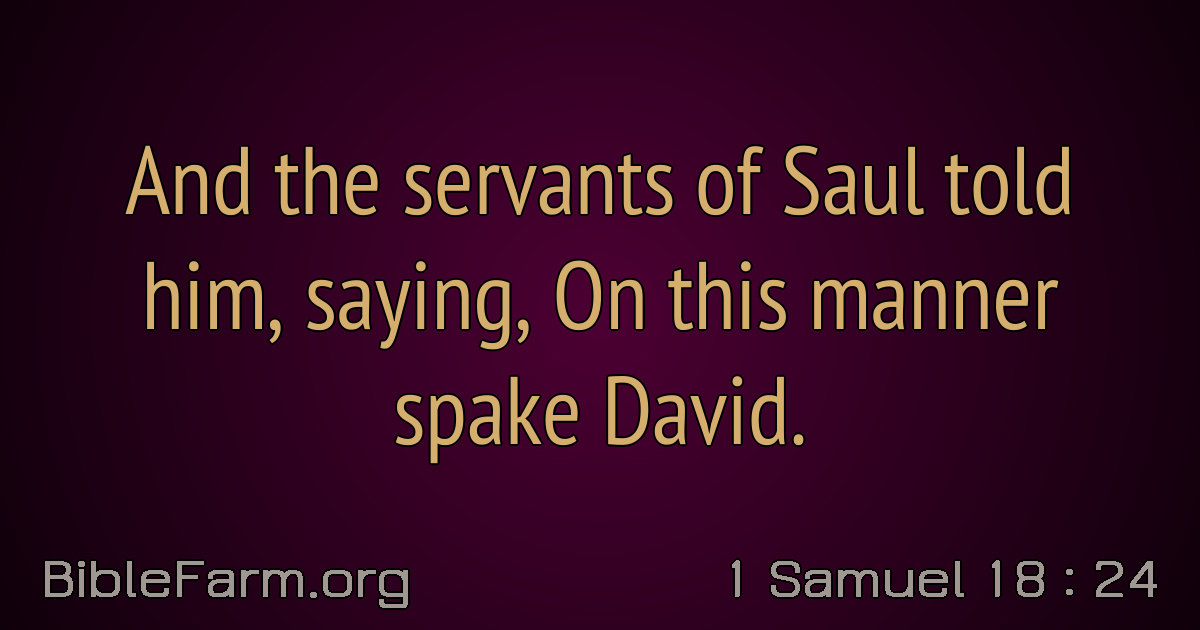 And the servants of Saul told
him, saying, On this manner
spake David.
BibleFarm.org
1 Samuel 18 : 24